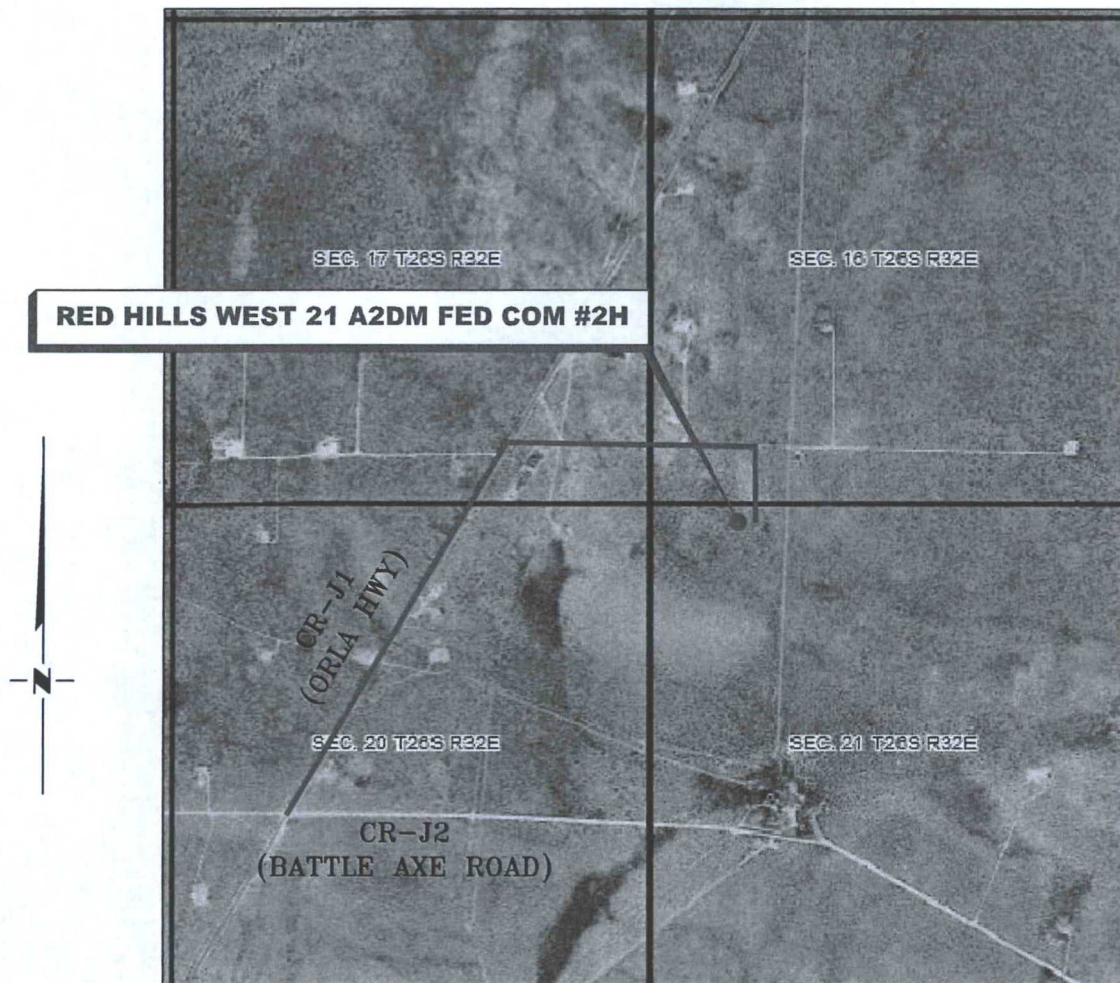 SEC. 17 T26S R32E
SEC. 16 T26S R32E
RED HILLS WEST 21 A2DM FED COM #2H
CR-J1
(ORLA HWY)
N
SEC. 20 T26S R32E
SEC. 21 T26S R32E
CR-J2
(BATTLE AXE ROAD)